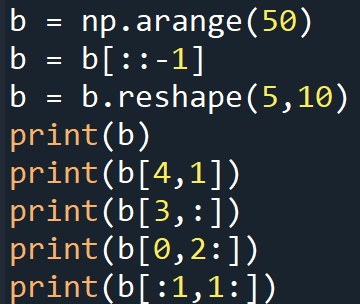 b = np.arange(50)
b = b[::-1]
b = b.reshape(5,10)
print(b)
print(b[4,1])
print(b[3,:])
print(b[0,2:])
print(b[:1,1:])